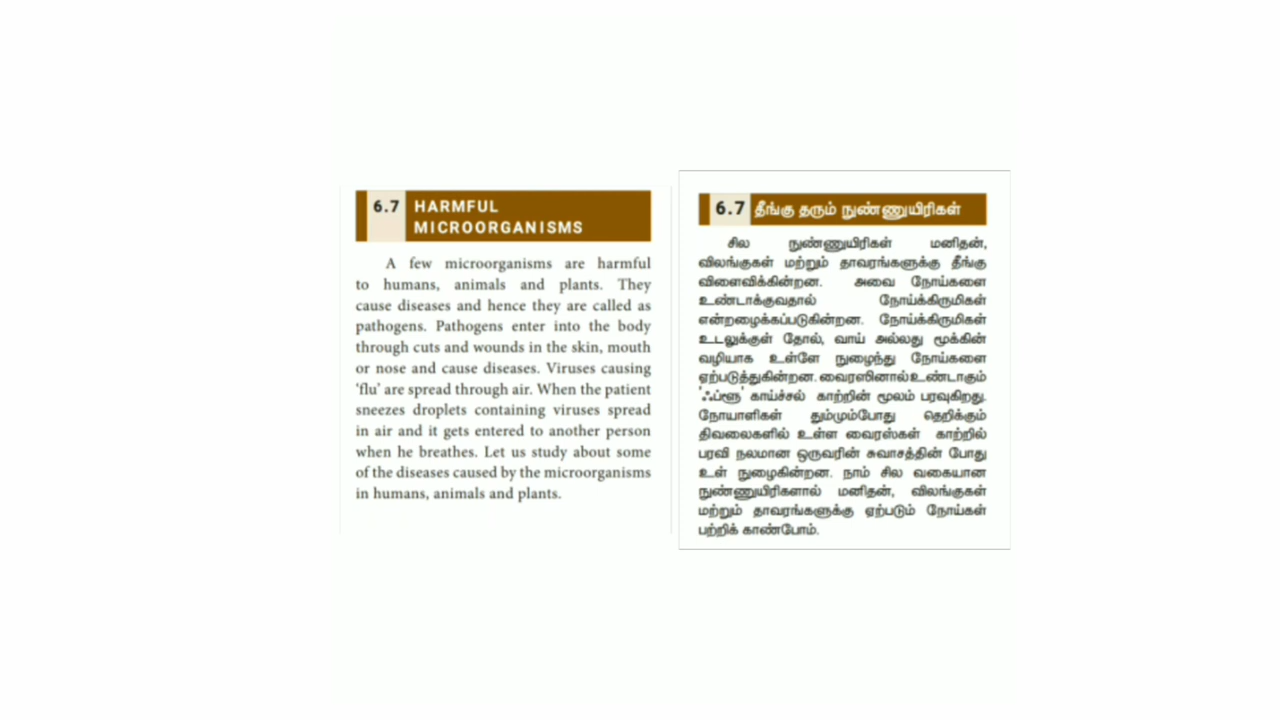 6.7 HARMFUL
MICROORGANISMS
A few microorganisms are harmful
to humans, animals and plants. They
cause diseases and hence they are called as
pathogens. Pathogens enter into the body
through cuts and wounds in the skin, mouth
or nose and cause diseases. Viruses causing
‘flu’ are spread through air. When the patient
sneezes droplets containing viruses spread
in air and it gets entered to another person
when he breathes. Let us study about some
of the diseases caused by the microorganisms
in humans, animals and plants.
6.7 தீங்கு தரும் நுண்ணுயிரிகள்
சில நுண்ணுயிரிகள் மனிதன்,
விலங்குகள் மற்றும் தாவரங்களுக்கு தீங்கு
விளைவிக்கின்றன. அவை நோய்களை
உண்டாக்குவதால் நோய்க்கிருமிகள்
என்றழைக்கப்படுகின்றன. நோய்க்கிருமிகள்
உடலுக்குள் தோல், வாய் அல்லது மூக்கின்
வழியாக உள்ளே நுழைந்து நோய்களை
ஏற்படுத்துகின்றன. வைரஸினால் உண்டாகும்
'ஃப்ளூ' காய்ச்சல் காற்றின் மூலம் பரவுகிறது.
நோயாளிகள் தும்மும்போது தெறிக்கும்
திவலைகளில் உள்ள வைரஸ்கள் காற்றில்
பரவி நலமான ஒருவரின் சுவாசத்தின் போது
உள் நுழைகின்றன. நாம் சில வகையான
நுண்ணுயிரிகளால் மனிதன், விலங்குகள்
மற்றும் தாவரங்களுக்கு ஏற்படும் நோய்கள்
பற்றிக் காண்போம்.